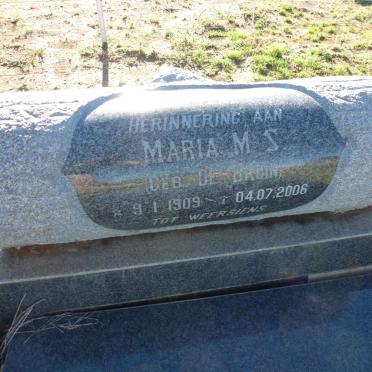 HERINNERING AAN
MARIA M S
(GEB. DE BRUIN)
* 9.1.1909 - † 04.07.2006
TOT WEERSIENS